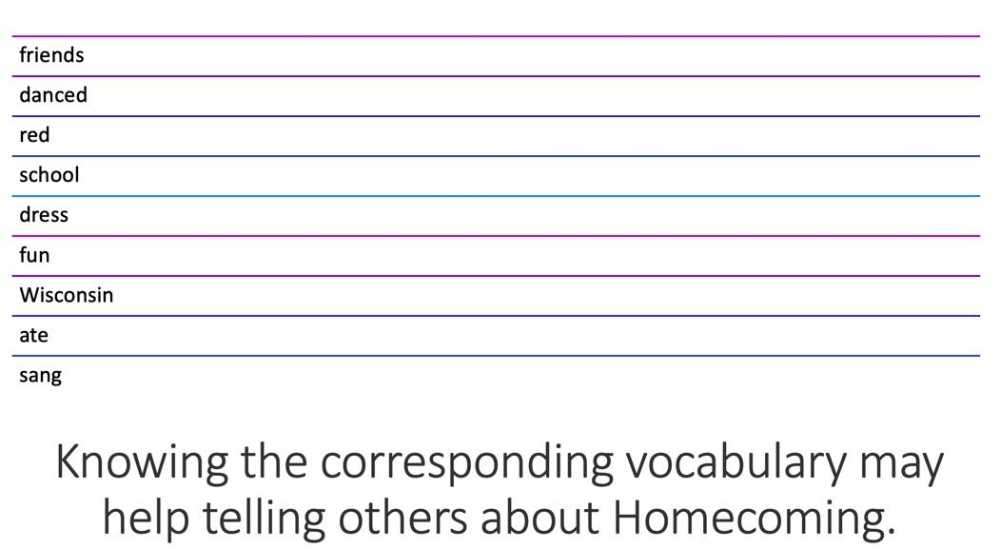 friends
danced
red
school
dress
fun
Wisconsin
ate
sang
Knowing the corresponding vocabulary may
help telling others about Homecoming.